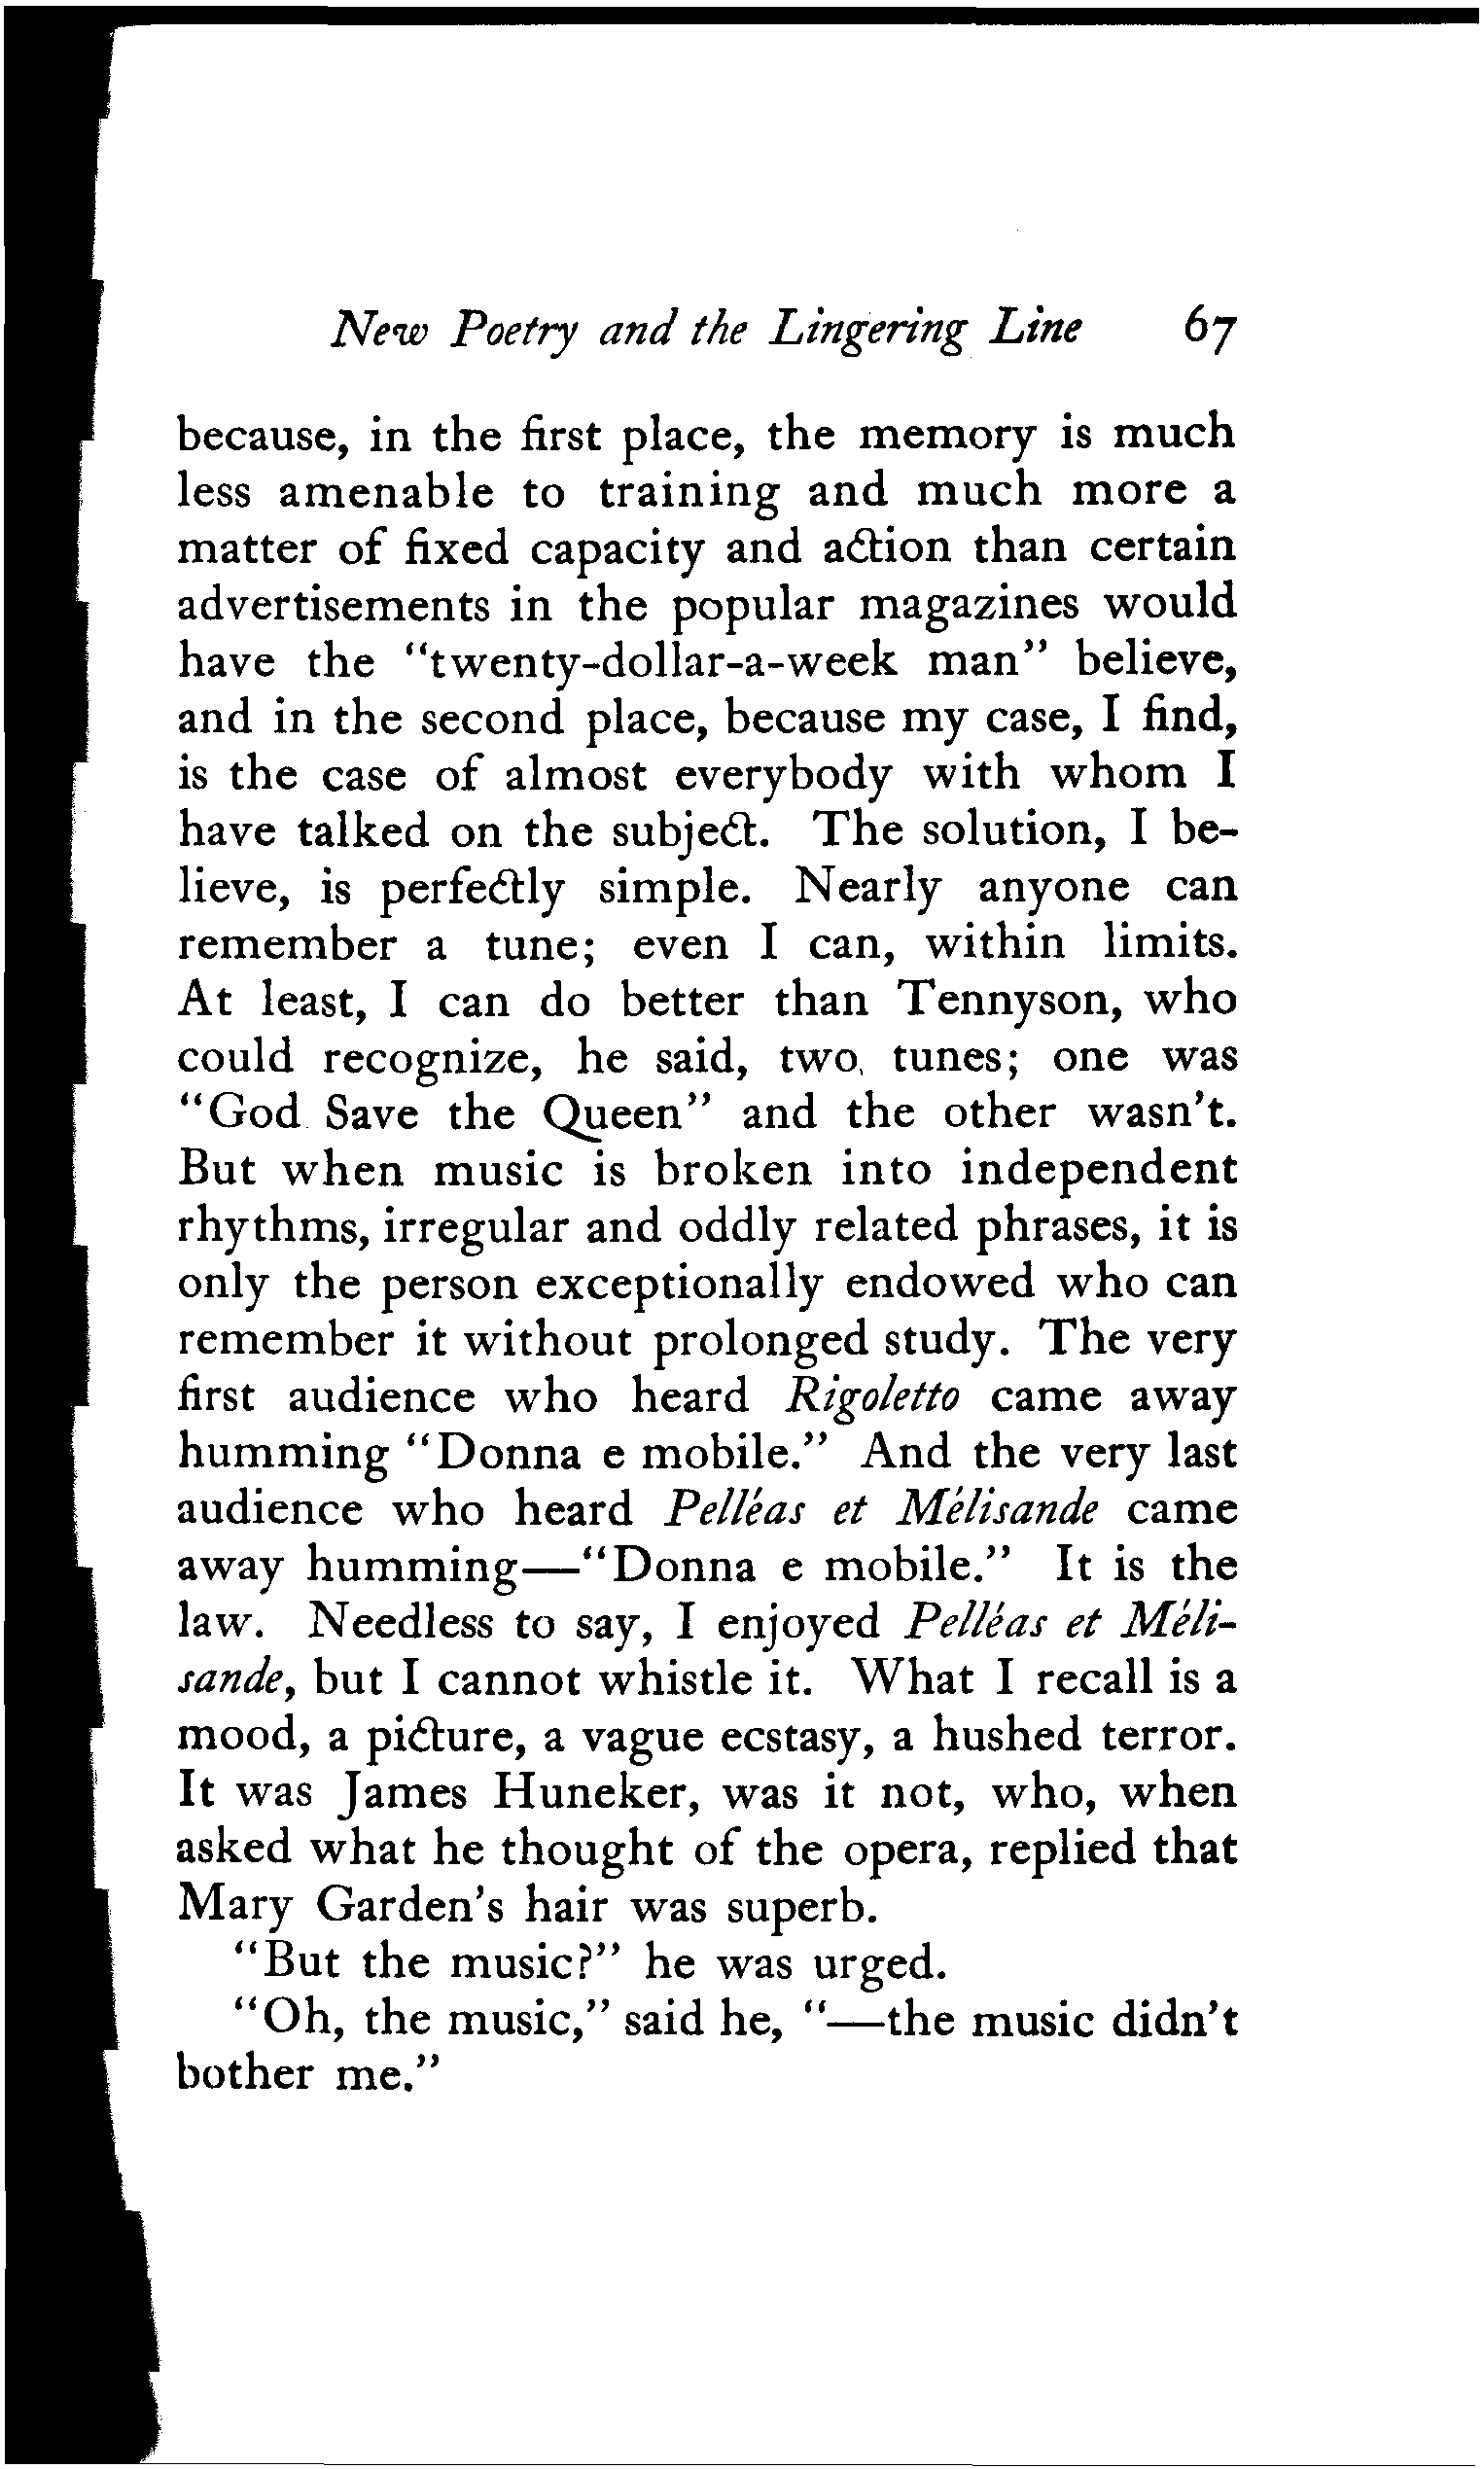 New Poetry and the Lingering Line 67
because, in the first place, the memory is much
less amenable to training and much more a
matter of fixed capacity and action than certain
advertisements in the popular magazines would
have the "twenty-dollar-a-week man" believe,
and in the second place, because my case, I find,
is the case of almost everybody with whom I
have talked on the subject. The solution, I be-
lieve, is perfectly simple. Nearly anyone can
remember a tune; even I can, within limits.
At least, I can do better than Tennyson, who
could recognize, he said, two, tunes; one was
"God Save the Queen" and the other wasn't.
But when music is broken into independent
rhythms, irregular and oddly related phrases, it is
only the person exceptionally endowed who can
remember it without prolonged study. The very
first audience who heard Rigoletto came away
humming "Donna e mobile." And the very last
audience who heard Pelléas et Mélisande came
away humming—"Donna e mobile." It is the
law. Needless to say, I enjoyed Pelléas et Méli-
sande, but I cannot whistle it. What I recall is a
mood, a picture, a vague ecstasy, a hushed terror.
It was James Huneker, was it not, who, when
asked what he thought of the opera, replied that
Mary Garden's hair was superb.
"But the music?" he was urged.
"Oh, the music," said he, "—the music didn't
bother me."